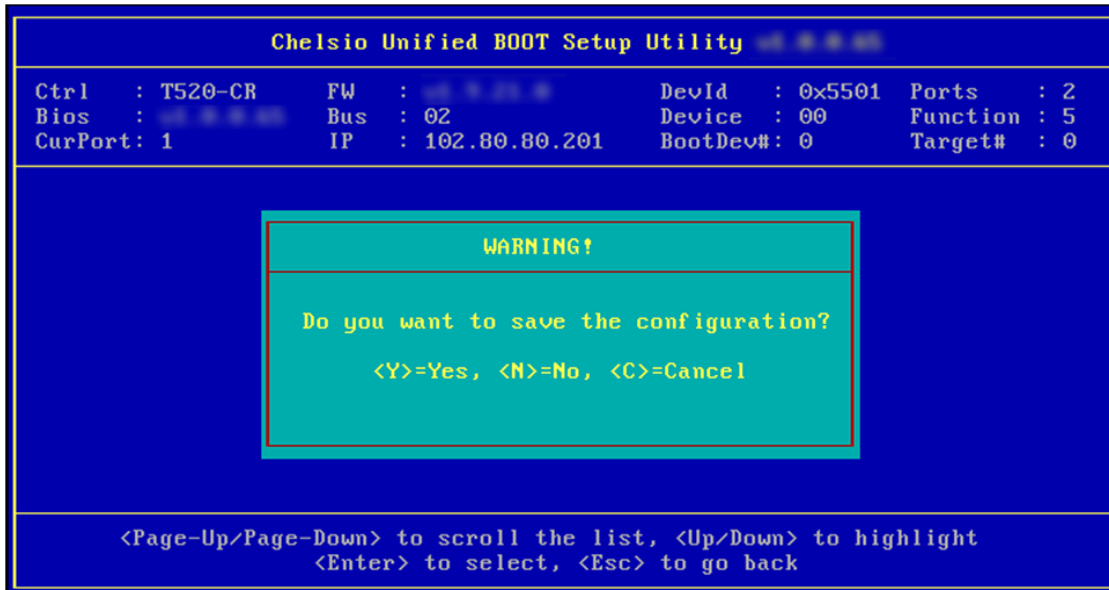 Chelsio Unified BOOT Setup Utility
Ctrl : T520-CR FW : DevId : 0x5501 Ports : 2
Bios : Bus : 02 Device : 00 Function : 5
CurPort: 1 IP : 102.80.80.201 BootDev#: 0 Target# : 0
WARNING!
Do you want to save the configuration?
<Y>=Yes, <N>=No, <C>=Cancel
<Page-Up/Page-Down> to scroll the list, <Up/Down> to highlight
<Enter> to select, <Esc> to go back